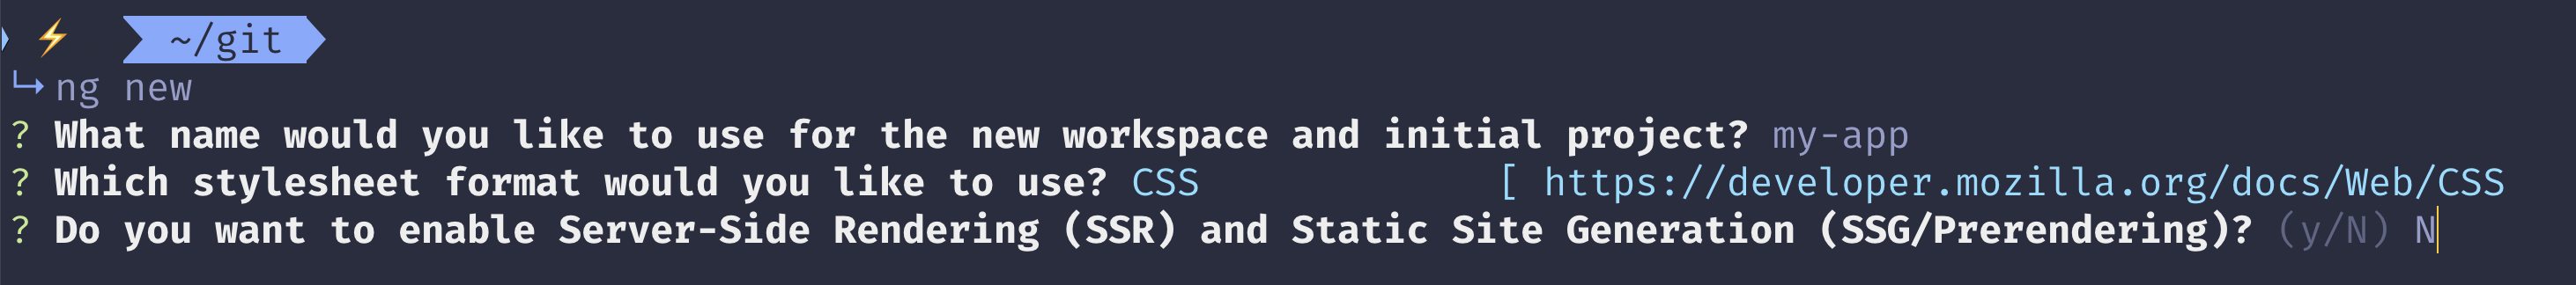 ⚡ ~/git
↳ ng new
? What name would you like to use for the new workspace and initial project? my-app
? Which stylesheet format would you like to use? CSS [ https://developer.mozilla.org/docs/Web/CSS
? Do you want to enable Server-Side Rendering (SSR) and Static Site Generation (SSG/Prerendering)? (y/N) N